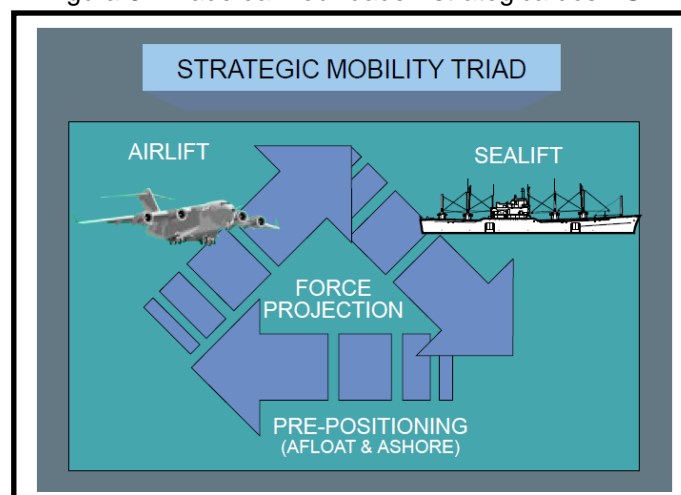 STRATEGIC MOBILITY TRIAD
AIRLIFT
SEALIFT
FORCE
PROJECTION
PRE-POSITIONING
(AFLOAT & ASHORE)